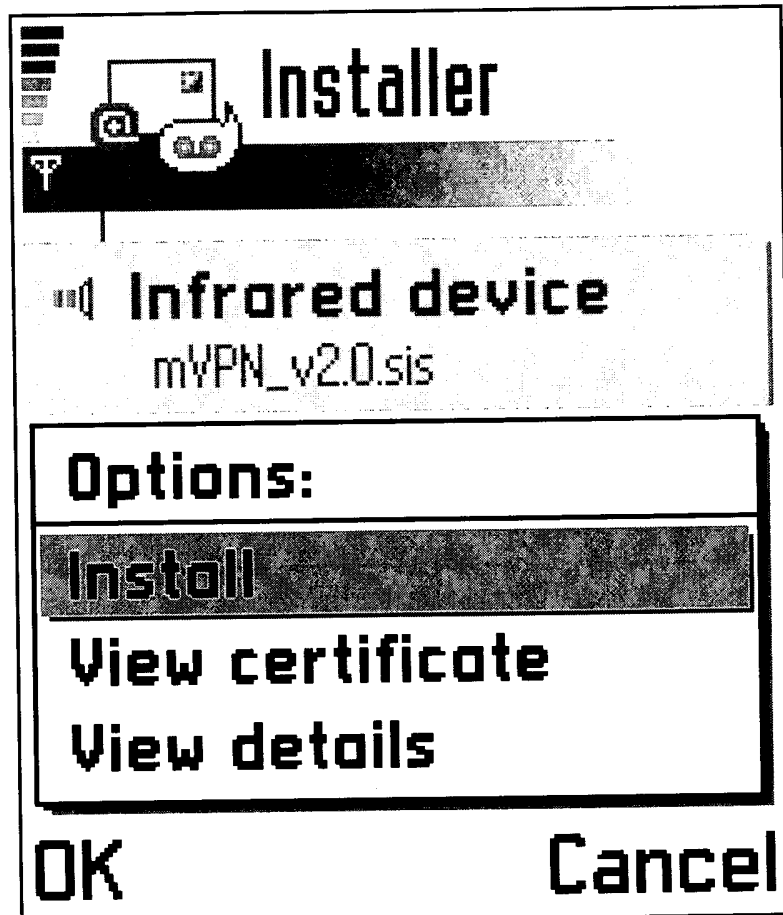 Installer
Infrared device
mVPN_v2.0.sis
Options:
Install
View certificate
View details
OK
Cancel